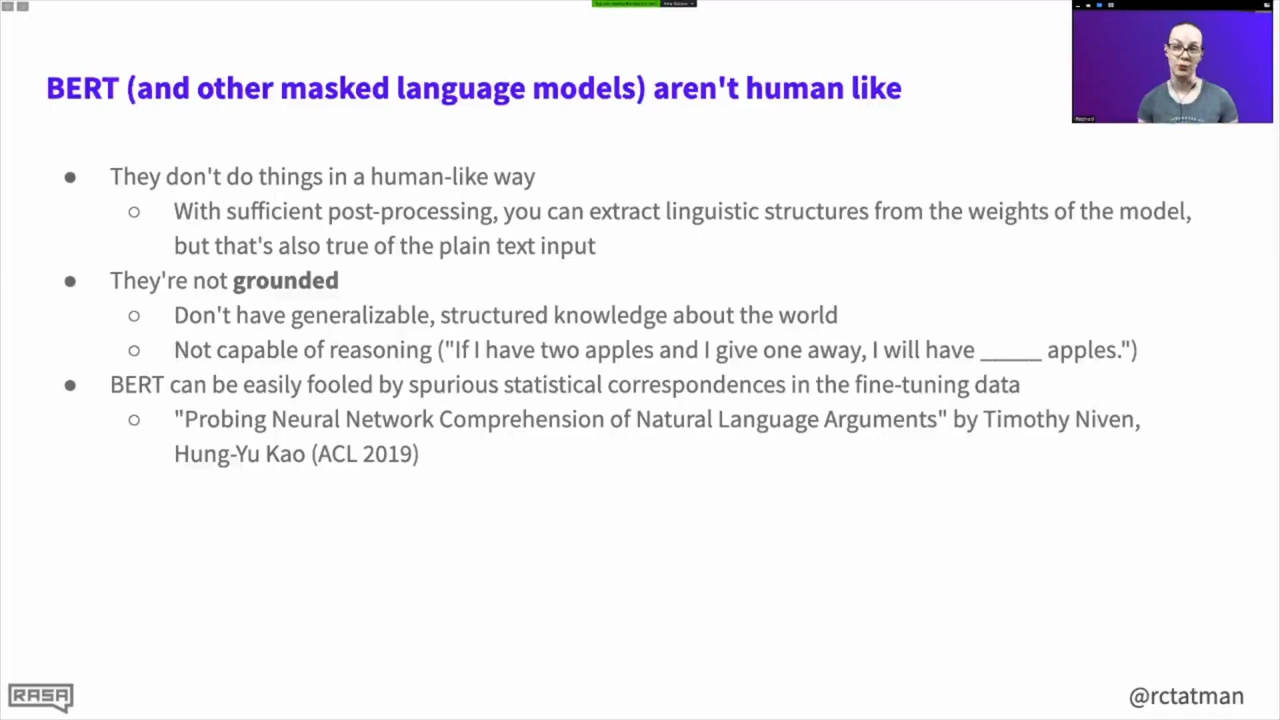 BERT (and other masked language models) aren't human like
● They don't do things in a human-like way
○ With sufficient post-processing, you can extract linguistic structures from the weights of the model,
but that's also true of the plain text input
● They're not grounded
○ Don't have generalizable, structured knowledge about the world
○ Not capable of reasoning ("If I have two apples and I give one away, I will have _____ apples.")
● BERT can be easily fooled by spurious statistical correspondences in the fine-tuning data
○ "Probing Neural Network Comprehension of Natural Language Arguments" by Timothy Niven,
Hung-Yu Kao (ACL 2019)
RASA
@rctatman